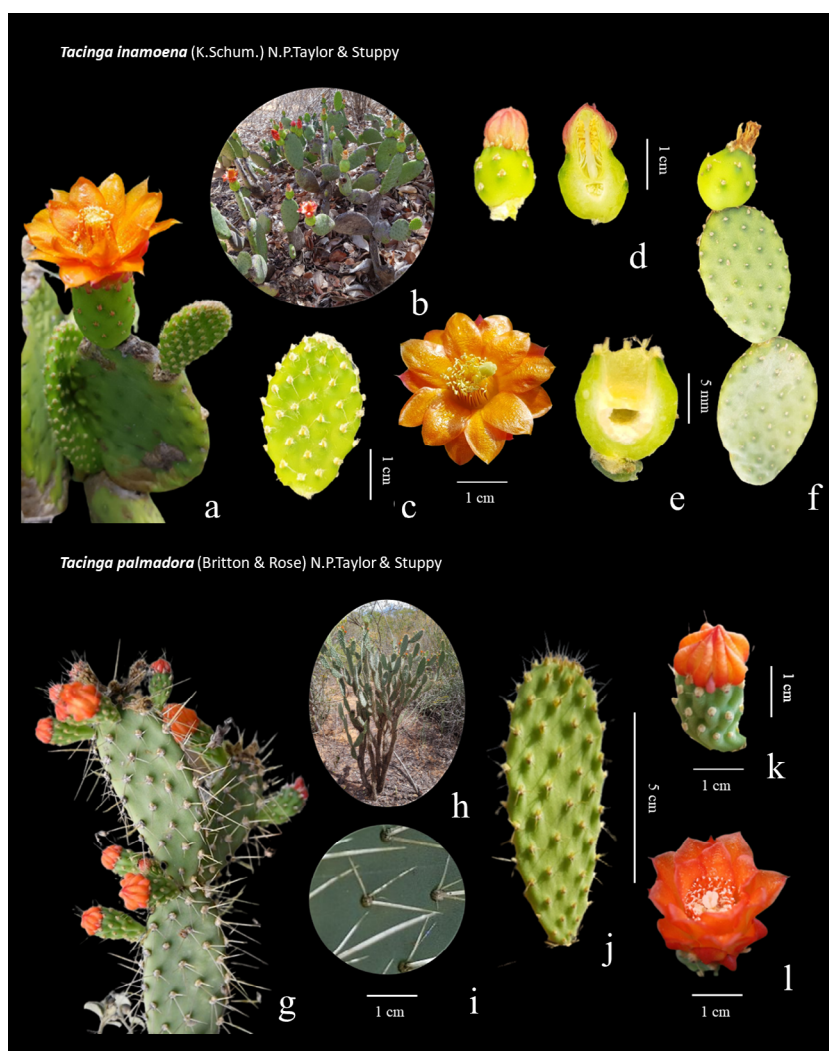 Tacinga inamoena (K.Schum.) N.P.Taylor & Stuppy
1 cm
d
b
a
1 cm
c
1 cm
5 mm
e
f
Tacinga palmadora (Britton & Rose) N.P.Taylor & Stuppy
h
1 cm
k
1 cm
5 cm
j
g
1 cm
i
l
1 cm